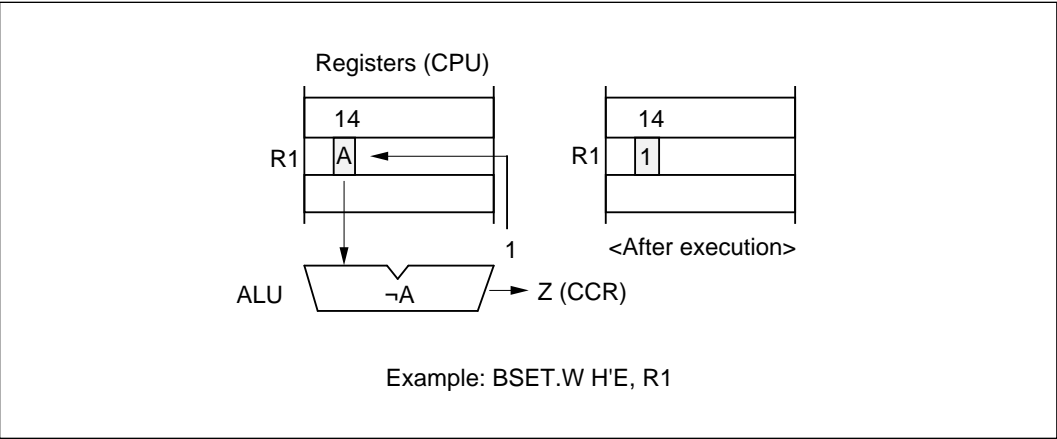 Registers (CPU)
14
14
R1
A
R1
1
1
<After execution>
ALU
¬A
Z (CCR)
Example: BSET.W H'E, R1